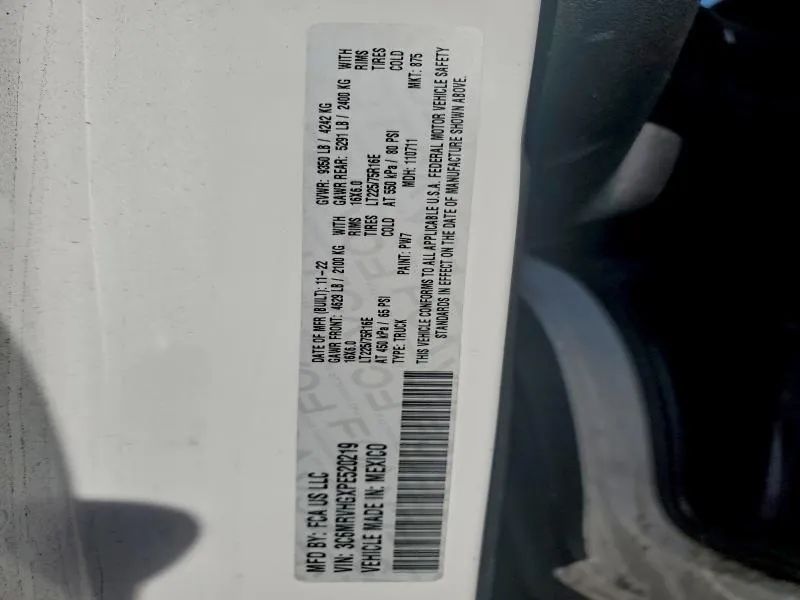 MFD BY: FCA US LLC
VIN: 3C6MRVHGXPE520219
VEHICLE MADE IN: MEXICO
DATE OF MFR (BUILT): 11-22 GVWR: 9350 LB / 4242 KG
GAWR FRONT: 4629 LB / 2100 KG WITH GAWR REAR: 5291 LB / 2400 KG WITH
16X6.0 RIMS 16X6.0 RIMS
LT225/75R16E TIRES LT225/75R16E TIRES
AT 450 kPa / 65 PSI COLD AT 550 kPa / 80 PSI COLD
TYPE: TRUCK PAINT: PW7 MDH: 110711 MKT: 875
THIS VEHICLE CONFORMS TO ALL APPLICABLE U.S.A. FEDERAL MOTOR VEHICLE SAFETY
STANDARDS IN EFFECT ON THE DATE OF MANUFACTURE SHOWN ABOVE.